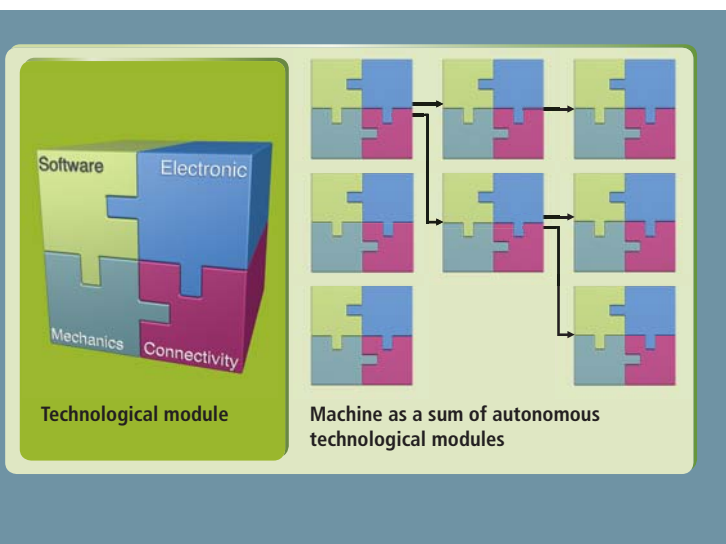 Software
Electronic
Mechanics
Connectivity
Technological module
Machine as a sum of autonomous
technological modules